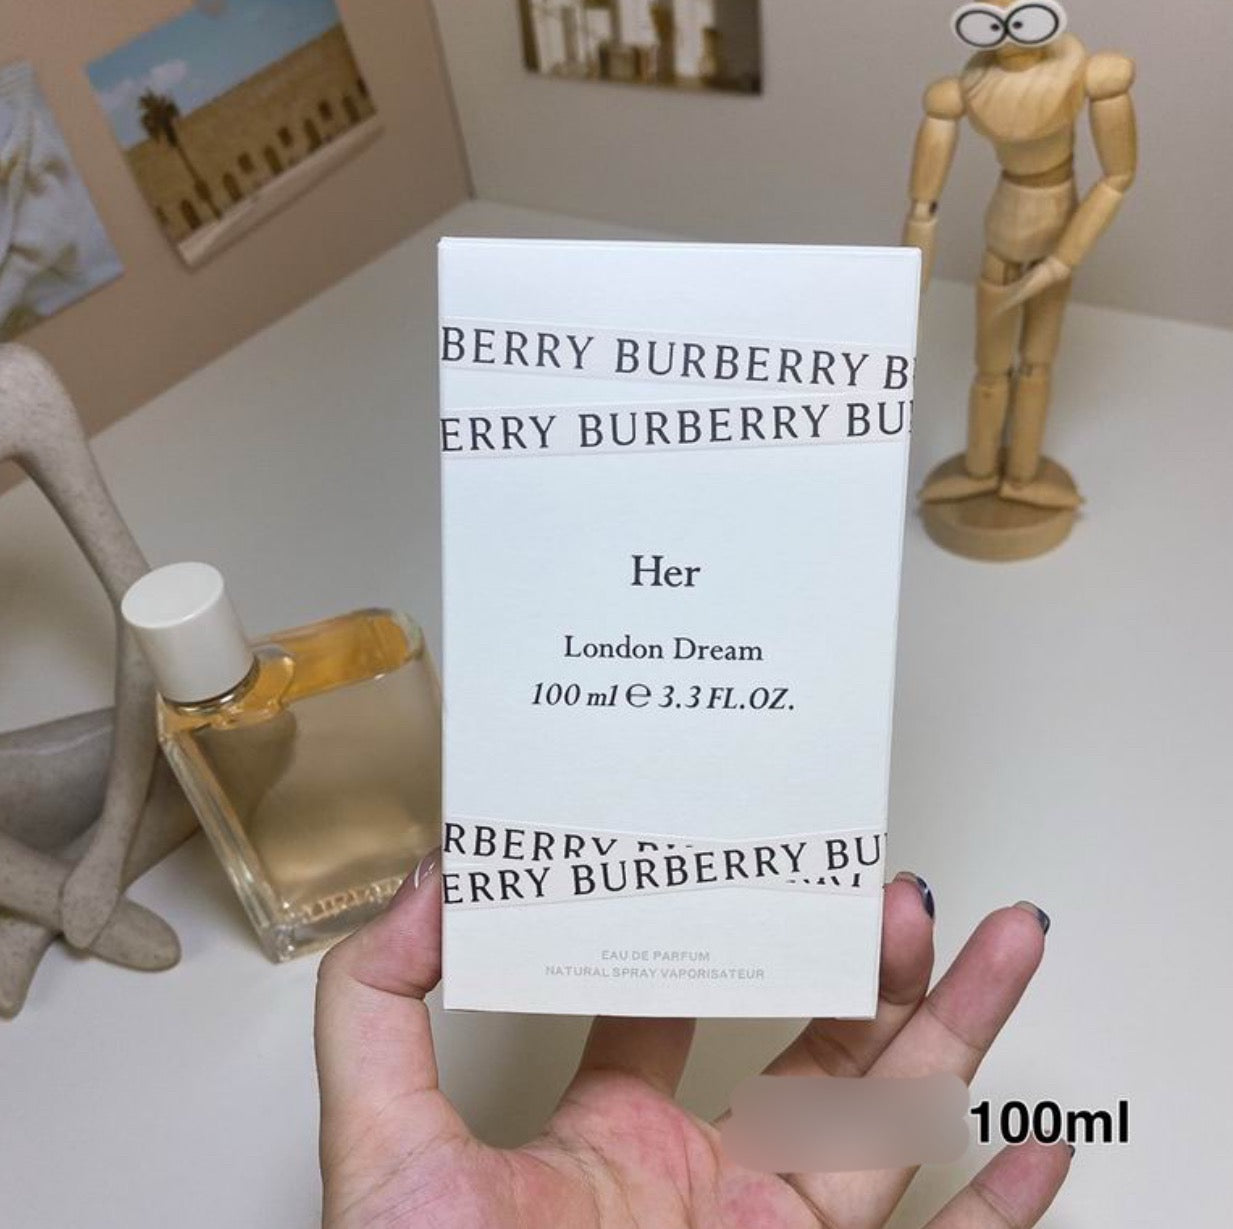 BERRY BURBERRY B
ERRY BURBERRY BU
Her
London Dream
100 ml ℮ 3.3 FL.OZ.
RBERRY
ERRY BURBERRY BU
EAU DE PARFUM
NATURAL SPRAY VAPORISATEUR
100ml